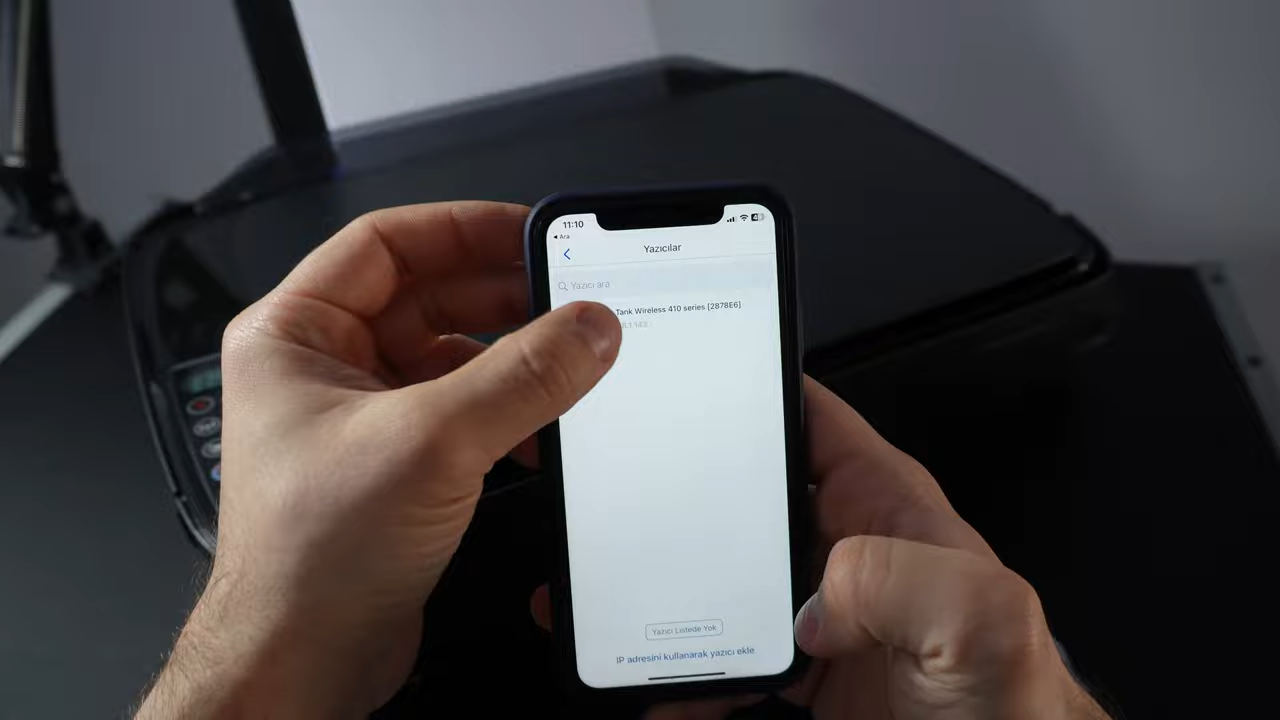 11:10
Ara
Yazıcılar
Yazıcı ara
Tank Wireless 410 series [2878E6]
Yazıcı Listede Yok
IP adresini kullanarak yazıcı ekle